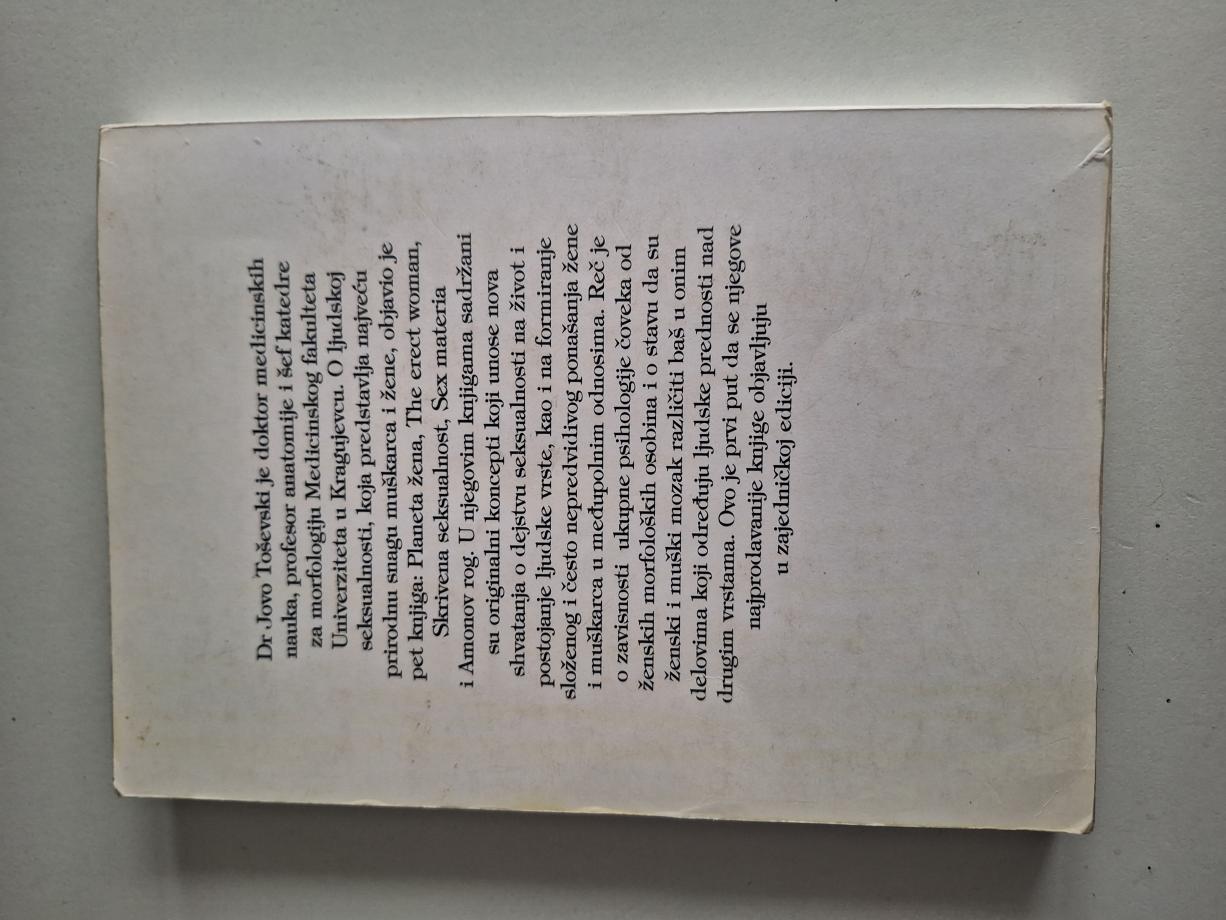 Dr Jovo Toševski je doktor medicinskih
nauka, profesor anatomije i šef katedre
za morfologiju Medicinskog fakulteta
Univerziteta u Kragujevcu. O ljudskoj
seksualnosti, koja predstavlja najveću
prirodnu snagu muškarca i žene, objavio je
pet knjiga: Planeta žena, The erect woman,
Skrivena seksualnost, Sex materia
i Amonov rog. U njegovim knjigama sadržani
su originalni koncepti koji unose nova
shvatanja o dejstvu seksualnosti na život i
postojanje ljudske vrste, kao i na formiranje
složenog i često nepredvidivog ponašanja žene
i muškarca u međupolnim odnosima. Reč je
o zavisnosti ukupne psihologije čoveka od
ženskih morfoloških osobina i o stavu da su
ženski i muški mozak različiti baš u onim
delovima koji određuju ljudske prednosti nad
drugim vrstama. Ovo je prvi put da se njegove
najprodavanije knjige objavljuju
u zajedničkoj ediciji.